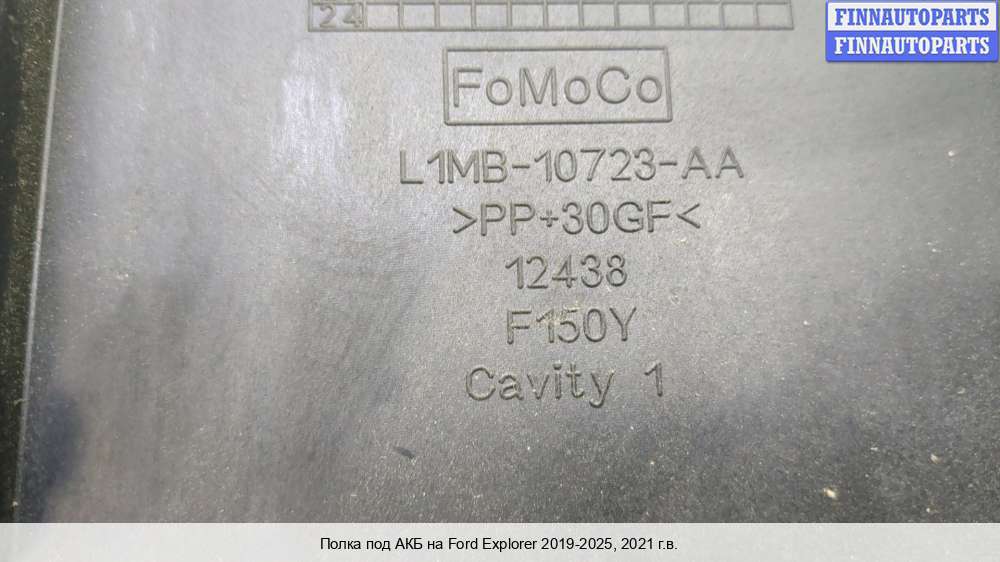 24
FINNAUTOPARTS
FINNAUTOPARTS
FoMoCo
L1MB-10723-AA
>PP+30GF<
12438
F150Y
Cavity 1
Полка под АКБ на Ford Explorer 2019-2025, 2021 г.в.